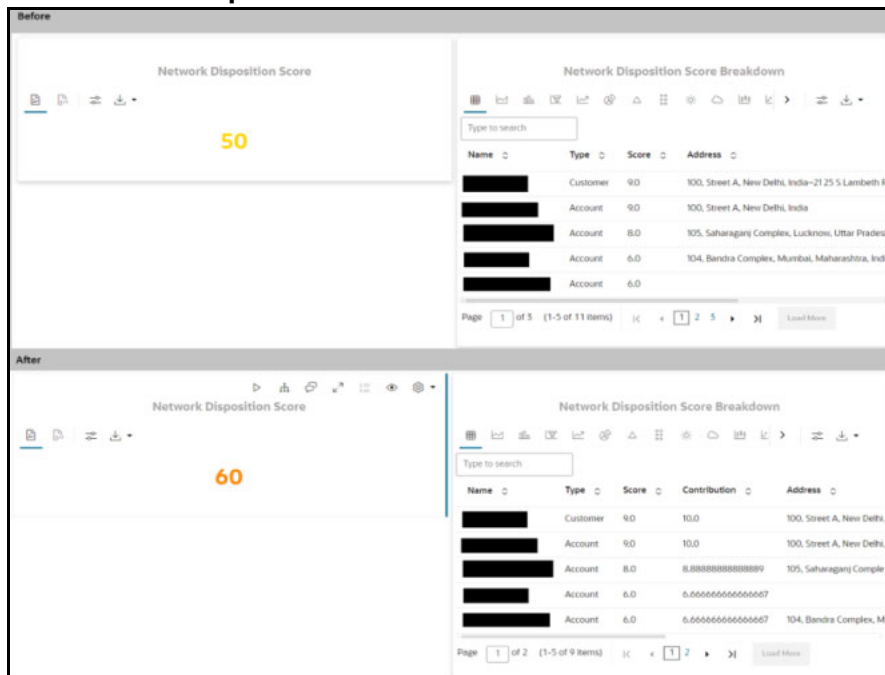 Before
Network Disposition Score
50
Network Disposition Score Breakdown
Type to search
Name Type Score Address
Customer 9.0 100, Street A, New Delhi, India~21 25 S Lambeth
Account 9.0 100, Street A, New Delhi, India
Account 8.0 105, Saharaganj Complex, Lucknow, Uttar Prades
Account 6.0 104, Bandra Complex, Mumbai, Maharashtra, Ind
Account 6.0
Page 1 of 3 (1-5 of 11 items) 1 2 3 Load More
After
Network Disposition Score
60
Network Disposition Score Breakdown
Type to search
Name Type Score Contribution Address
Customer 9.0 10.0 100, Street A, New Delhi,
Account 9.0 10.0 100, Street A, New Delhi,
Account 8.0 8.88888888888889 105, Saharaganj Comple
Account 6.0 6.666666666666667
Account 6.0 6.666666666666667 104, Bandra Complex, M
Page 1 of 2 (1-5 of 9 items) 1 2 Load More